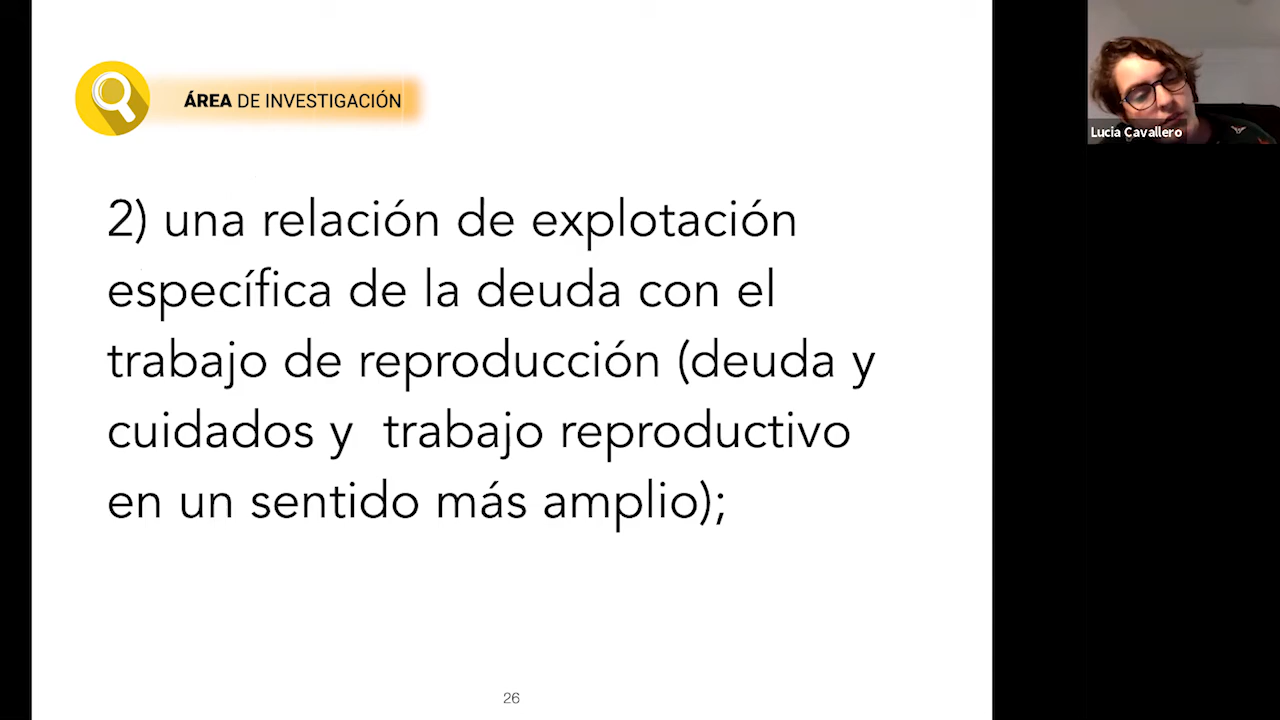 ÁREA DE INVESTIGACIÓN
2) una relación de explotación
específica de la deuda con el
trabajo de reproducción (deuda y
cuidados y  trabajo reproductivo
en un sentido más amplio);
26
Lucia Cavallero